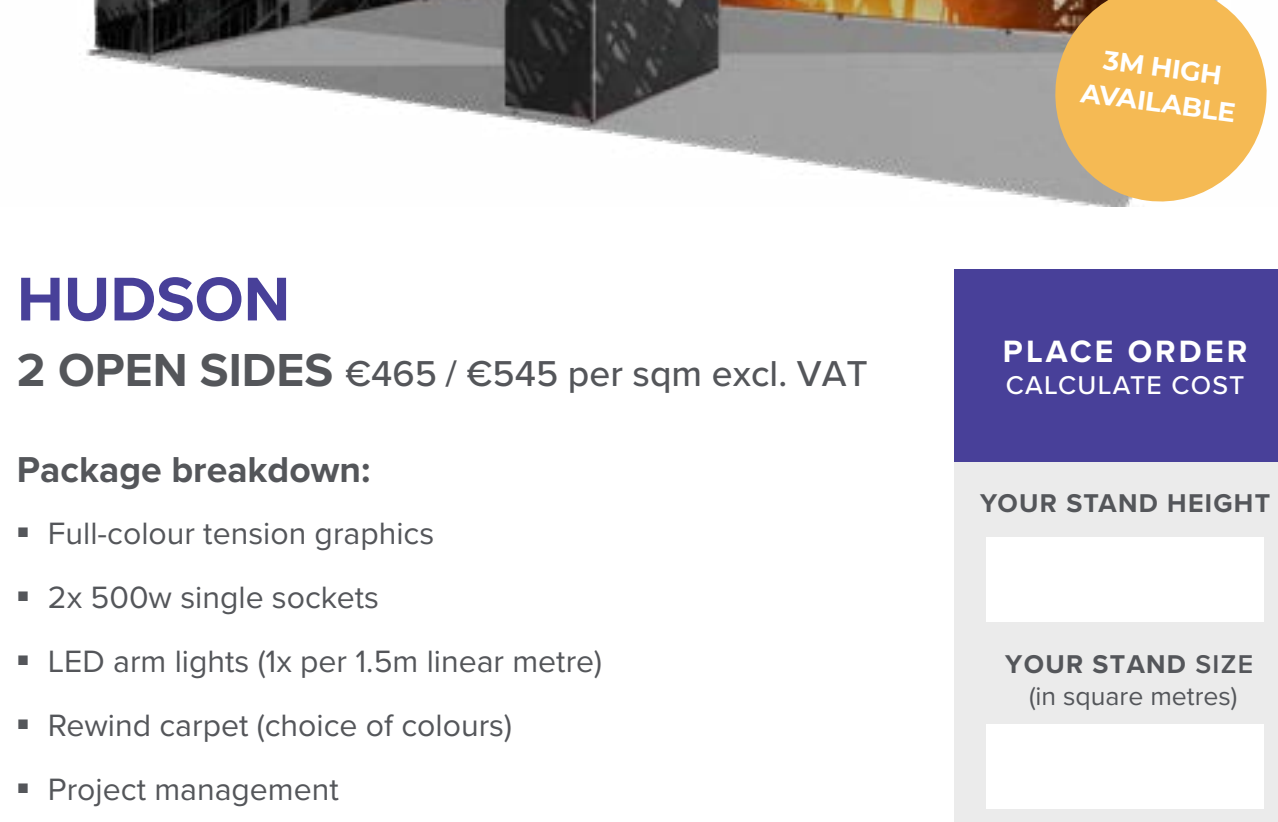 3M HIGH
AVAILABLE
HUDSON
2 OPEN SIDES €465 / €545 per sqm excl. VAT
Package breakdown:
▪ Full-colour tension graphics
▪ 2x 500w single sockets
▪ LED arm lights (1x per 1.5m linear metre)
▪ Rewind carpet (choice of colours)
▪ Project management
PLACE ORDER
CALCULATE COST
YOUR STAND HEIGHT
YOUR STAND SIZE
(in square metres)